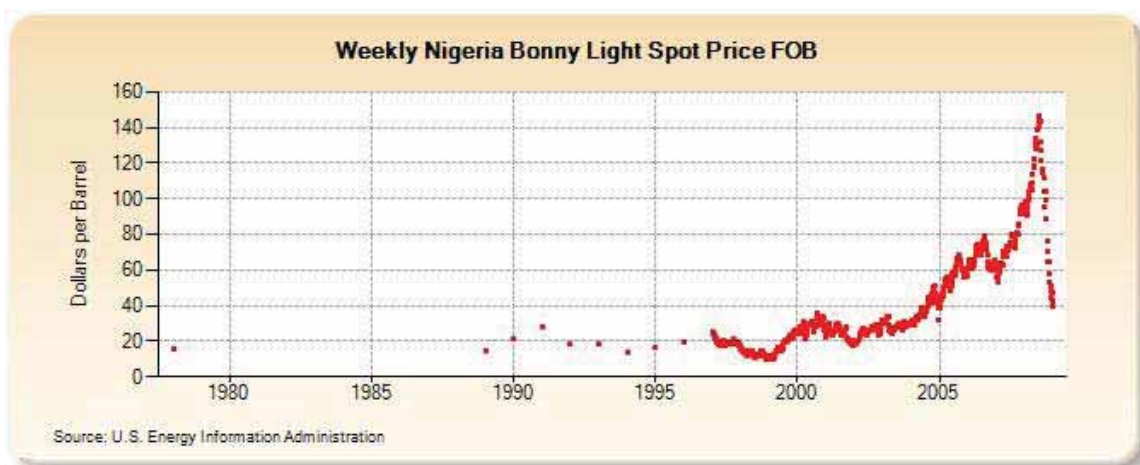 Weekly Nigeria Bonny Light Spot Price FOB
Dollars per Barrel
160
140
120
100
80
60
40
20
0
1980 1985 1990 1995 2000 2005
Source: U.S. Energy Information Administration